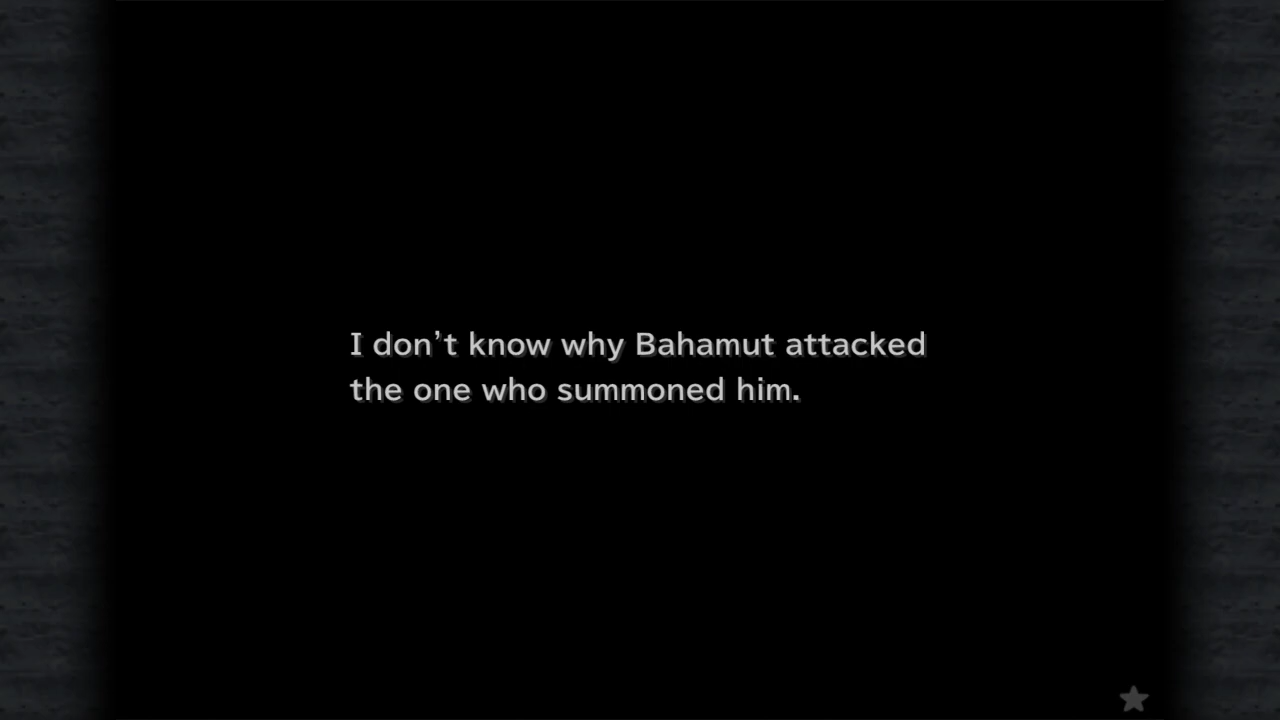 I don’t know why Bahamut attacked
the one who summoned him.